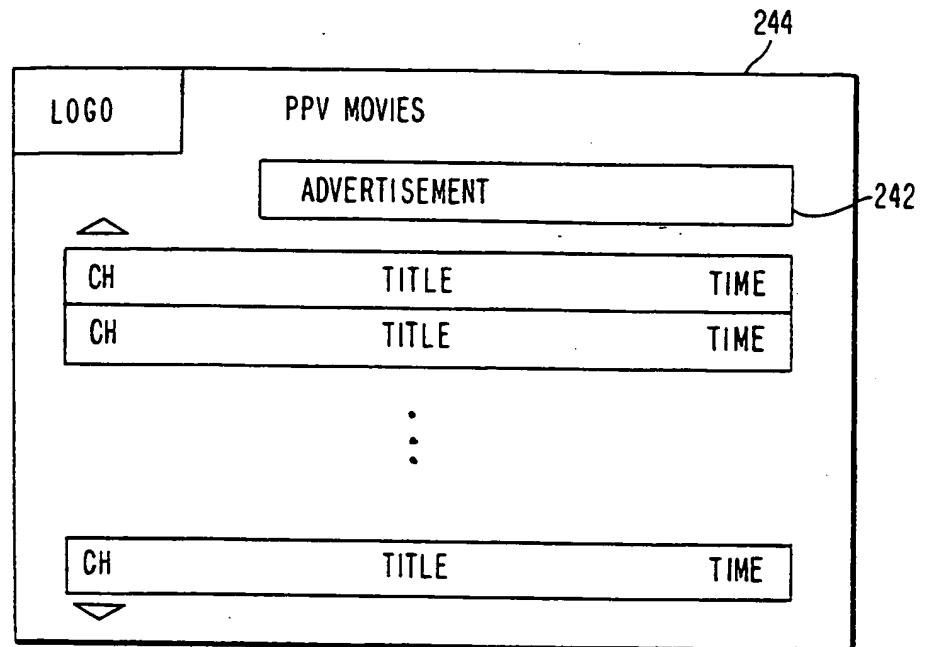 244
LOGO PPV MOVIES
ADVERTISEMENT
242
CH TITLE TIME
CH TITLE TIME
CH TITLE TIME